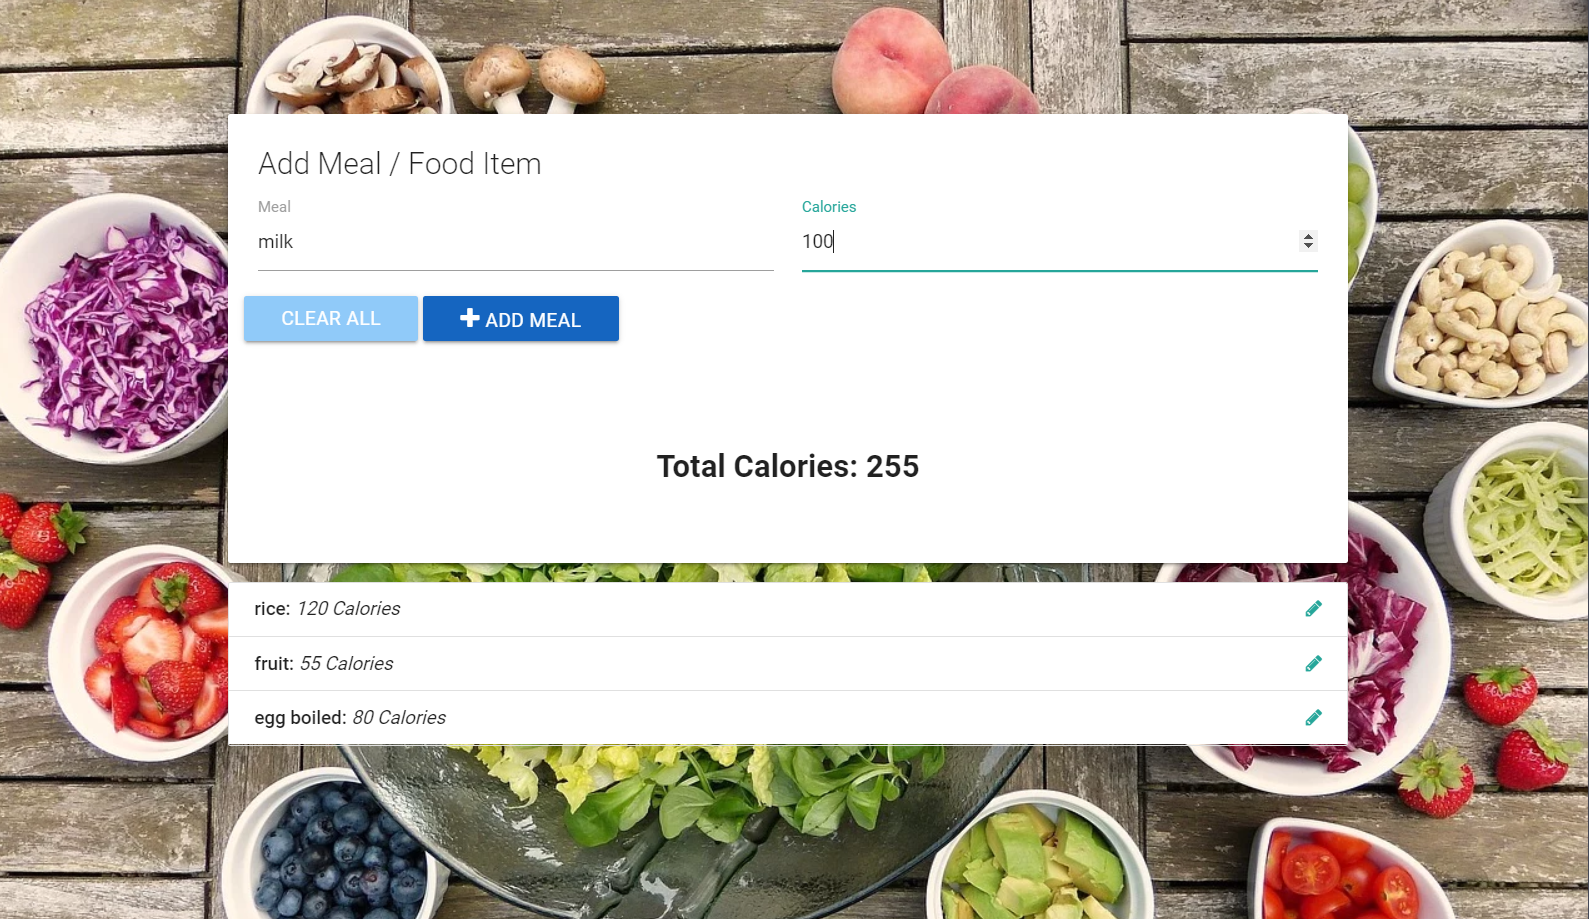 Add Meal / Food Item
Meal
Calories
milk
100
CLEAR ALL
ADD MEAL
Total Calories: 255
rice: 120 Calories
fruit: 55 Calories
egg boiled: 80 Calories